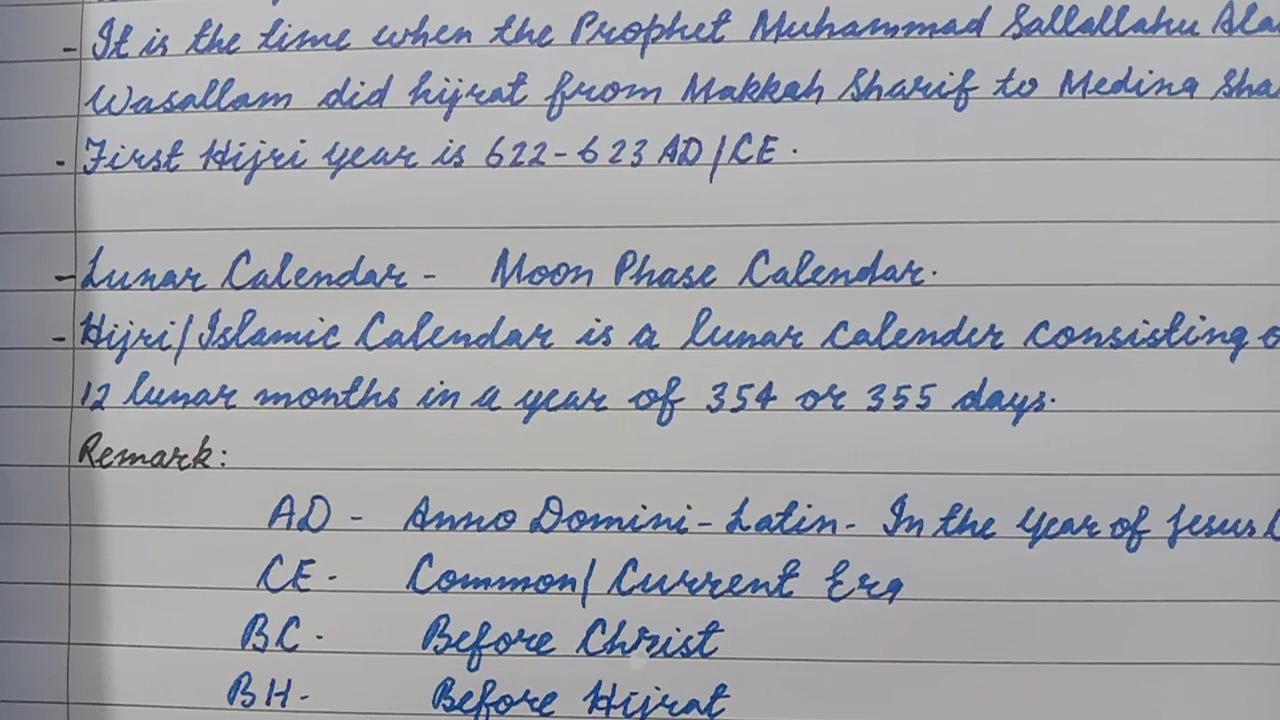 - It is the time when the Prophet Muhammad Sallallahu Ala
Wasallam did hijrat from Makkah Sharif to Medina Sha
- First Hijri year is 622-623 AD/CE.
- Lunar Calendar - Moon Phase Calendar.
- Hijri/Islamic Calendar is a lunar calender consisting o
12 lunar months in a year of 354 or 355 days.
Remark:
AD - Anno Domini - Latin - In the Year of Jesus C
CE - Common/Current Era
BC - Before Christ
BH - Before Hijrat